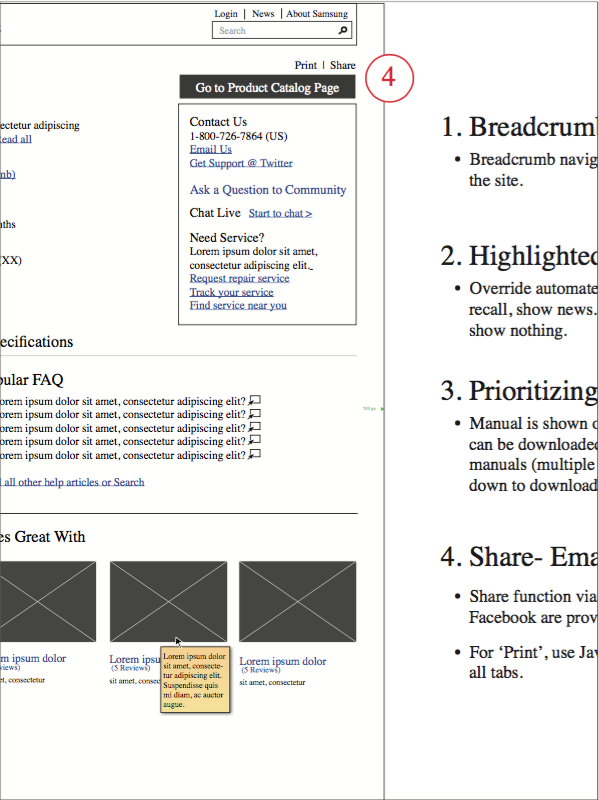 Login | News | About Samsung
Search
Print | Share
4
Go to Product Catalog Page
Contact Us
1-800-726-7864 (US)
Email Us
Get Support @ Twitter
Ask a Question to Community
Chat Live Start to chat >
Need Service?
Lorem ipsum dolor sit amet,
consectetur adipiscing elit._
Request repair service
Track your service
Find service near you
ectetur adipiscing
ead all
nb)
ths
XX)
ecifications
pular FAQ
orem ipsum dolor sit amet, consectetur adipiscing elit?
orem ipsum dolor sit amet, consectetur adipiscing elit?
orem ipsum dolor sit amet, consectetur adipiscing elit?
orem ipsum dolor sit amet, consectetur adipiscing elit?
orem ipsum dolor sit amet, consectetur adipiscing elit?
all other help articles or Search
es Great With
m ipsum dolor
iews)
t amet, consectetur
Lorem ipsu
(5 Reviews)
sit amet, consec
Lorem ipsum dolor
sit amet, consecte-
tur adipiscing elit.
Suspendisse quis
mi diam, ac auctor
augue.
Lorem ipsum dolor
(5 Reviews)
sit amet, consectetur
1. Breadcrumb
• Breadcrumb navig
the site.
2. Highlighted
• Override automate
recall, show news.
show nothing.
3. Prioritizing
• Manual is shown o
can be downloaded
manuals (multiple
down to download
4. Share- Ema
• Share function via
Facebook are prov
• For ‘Print’, use Jav
all tabs.